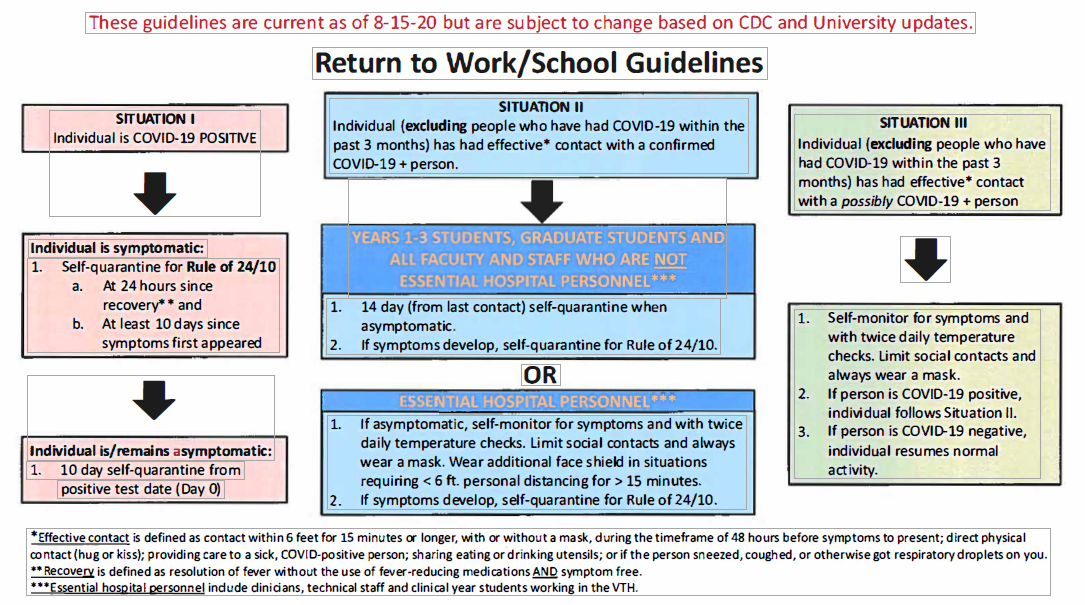 These guidelines are current as of 8-15-20 but are subject to change based on CDC and University updates.
Return to Work/School Guidelines
SITUATION I
Individual is COVID-19 POSITIVE
Individual is symptomatic:
1. Self-quarantine for Rule of 24/10
a. At 24 hours since
recovery** and
b. At least 10 days since
symptoms first appeared
Individual is/remains asymptomatic:
1. 10 day self-quarantine from
positive test date (Day 0)
SITUATION II
Individual (excluding people who have had COVID-19 within the
past 3 months) has had effective* contact with a confirmed
COVID-19 + person.
YEARS 1-3 STUDENTS, GRADUATE STUDENTS AND
ALL FACULTY AND STAFF WHO ARE NOT
ESSENTIAL HOSPITAL PERSONNEL***
1. 14 day (from last contact) self-quarantine when
asymptomatic.
2. If symptoms develop, self-quarantine for Rule of 24/10.
OR
ESSENTIAL HOSPITAL PERSONNEL***
1. If asymptomatic, self-monitor for symptoms and with twice
daily temperature checks. Limit social contacts and always
wear a mask. Wear additional face shield in situations
requiring < 6 ft. personal distancing for > 15 minutes.
2. If symptoms develop, self-quarantine for Rule of 24/10.
SITUATION III
Individual (excluding people who have
had COVID-19 within the past 3
months) has had effective* contact
with a possibly COVID-19 + person
1. Self-monitor for symptoms and
with twice daily temperature
checks. Limit social contacts and
always wear a mask.
2. If person is COVID-19 positive,
individual follows Situation II.
3. If person is COVID-19 negative,
individual resumes normal
activity.
*Effective contact is defined as contact within 6 feet for 15 minutes or longer, with or without a mask, during the timeframe of 48 hours before symptoms to present; direct physical
contact (hug or kiss); providing care to a sick, COVID-positive person; sharing eating or drinking utensils; or if the person sneezed, coughed, or otherwise got respiratory droplets on you.
**Recovery is defined as resolution of fever without the use of fever-reducing medications AND symptom free.
***Essential hospital personnel include clinicians, technical staff and clinical year students working in the VTH.